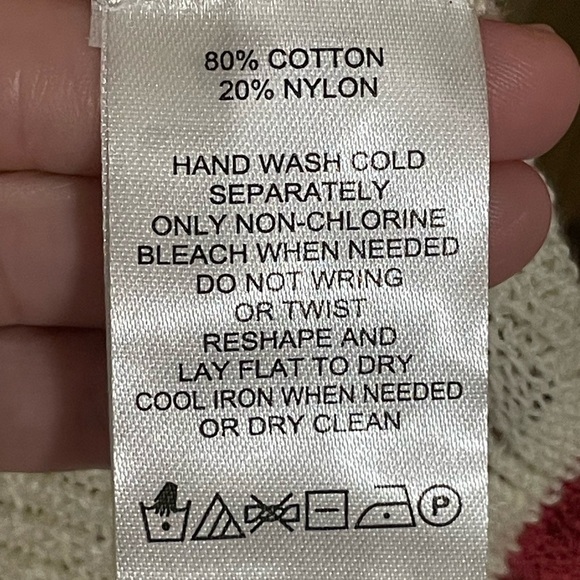 80% COTTON
20% NYLON
HAND WASH COLD
SEPARATELY
ONLY NON-CHLORINE
BLEACH WHEN NEEDED
DO NOT WRING
OR TWIST
RESHAPE AND
LAY FLAT TO DRY
COOL IRON WHEN NEEDED
OR DRY CLEAN
P